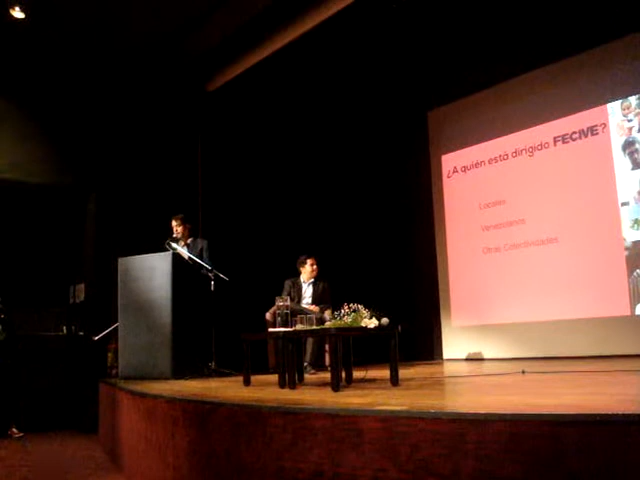 ¿A quién está dirigido FECIVE?
Locales
Venezolanos
Otras Colectividades